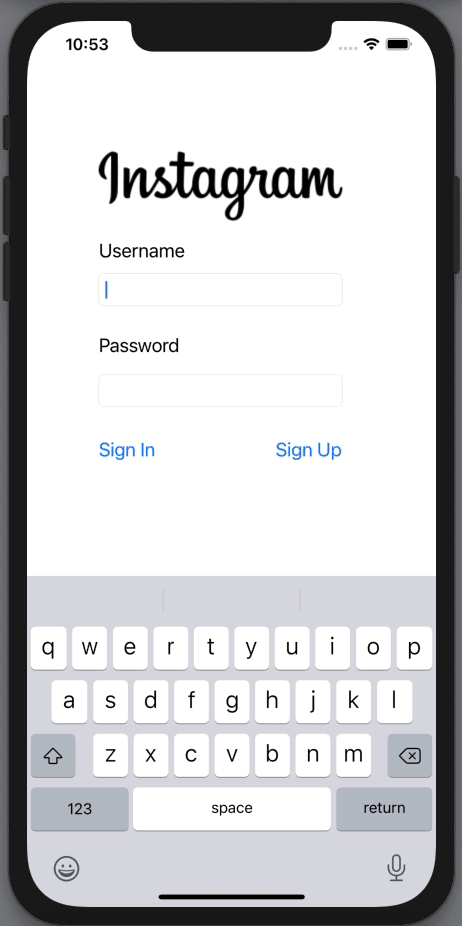 10:53
Instagram
Username
Password
Sign In Sign Up
q w e r t y u i o p
a s d f g h j k l
z x c v b n m
123 space return